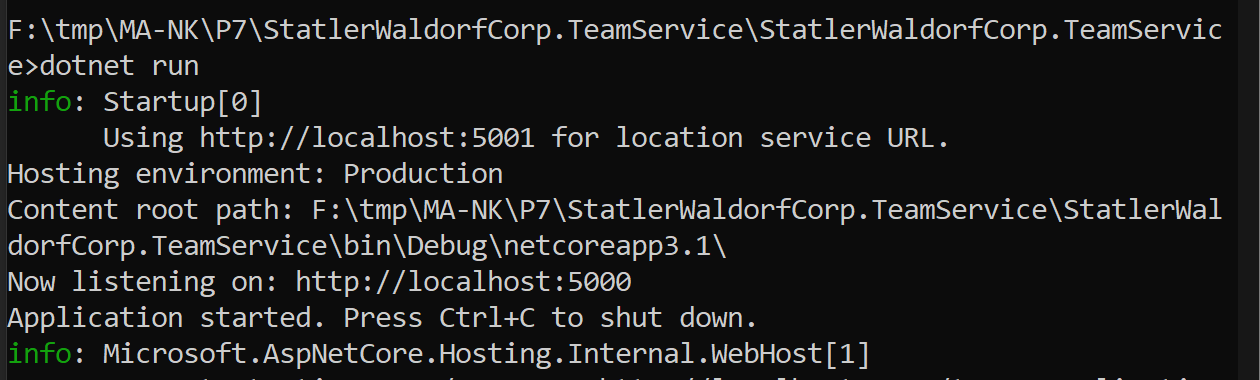 F:\tmp\MA-NK\P7\StatlerWaldorfCorp.TeamService\StatlerWaldorfCorp.TeamServic
e>dotnet run
info: Startup[0]
      Using http://localhost:5001 for location service URL.
Hosting environment: Production
Content root path: F:\tmp\MA-NK\P7\StatlerWaldorfCorp.TeamService\StatlerWal
dorfCorp.TeamService\bin\Debug\netcoreapp3.1\
Now listening on: http://localhost:5000
Application started. Press Ctrl+C to shut down.
info: Microsoft.AspNetCore.Hosting.Internal.WebHost[1]